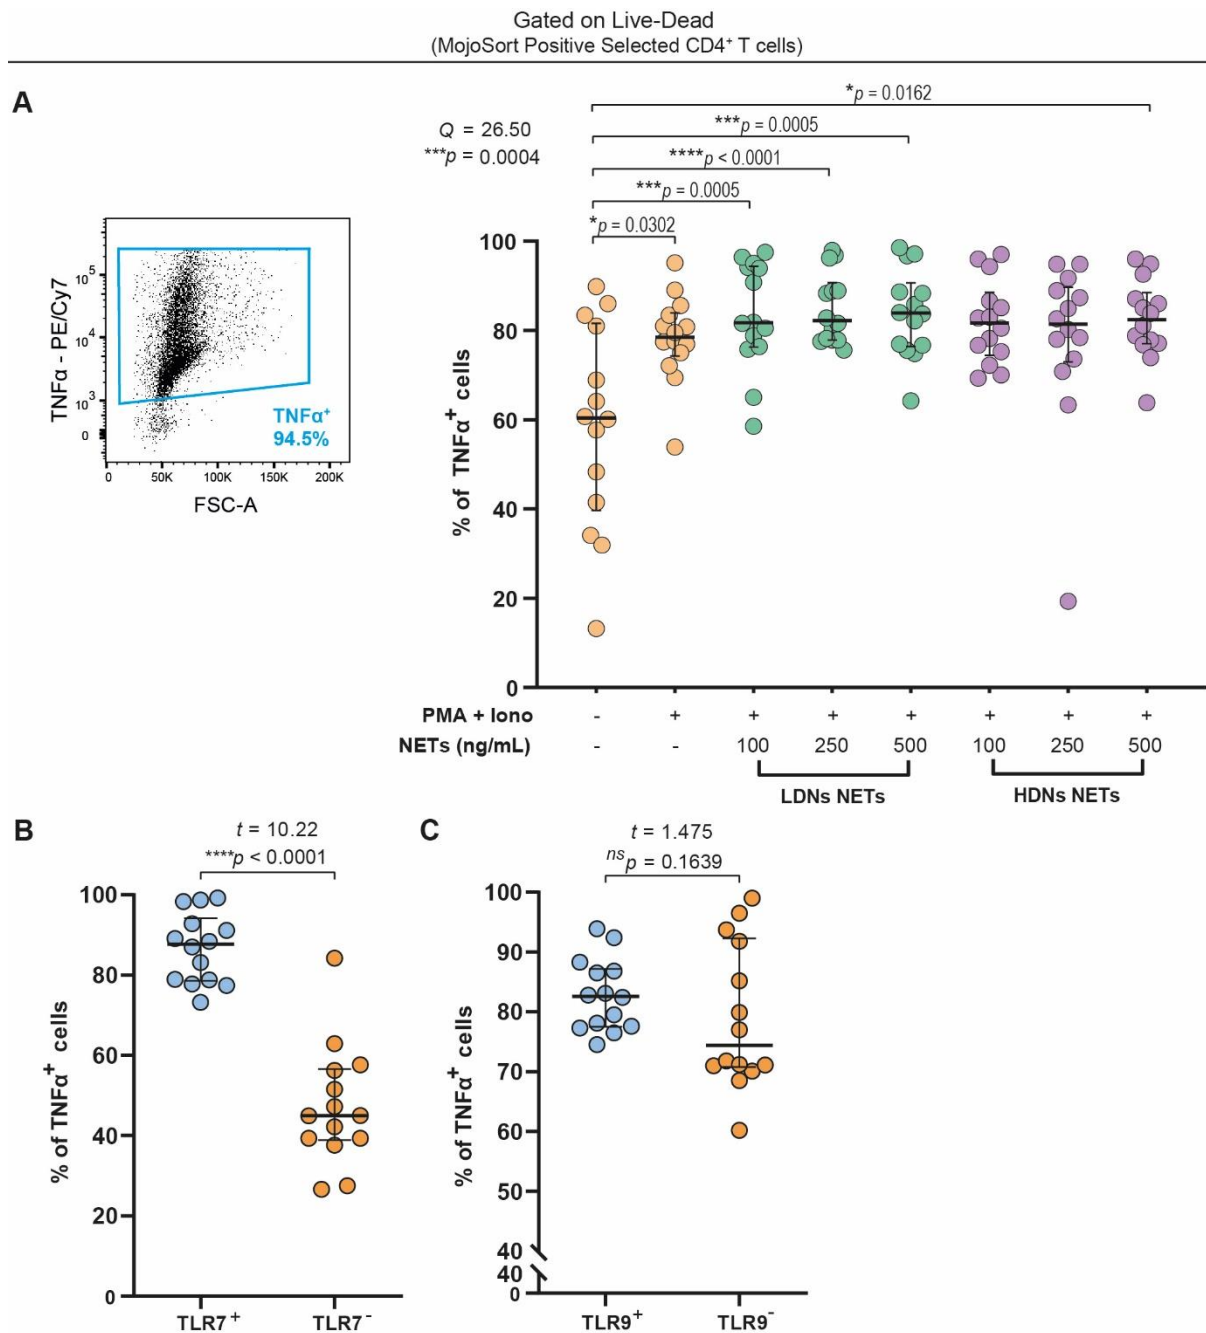 Gated on Live-Dead
(MojoSort Positive Selected CD4⁺ T cells)
A
Q = 26.50
***p = 0.0004
*p = 0.0162
***p = 0.0005
****p < 0.0001
***p = 0.0005
*p = 0.0302
TNFα - PE/Cy7
10⁵
10⁴
10³
0
TNFα⁺
94.5%
0 50K 100K 150K 200K
FSC-A
% of TNFα⁺ cells
100
80
60
40
20
0
PMA + Iono - + + + + + + +
NETs (ng/mL) - - 100 250 500 100 250 500
LDNs NETs HDNs NETs
B
t = 10.22
****p < 0.0001
% of TNFα⁺ cells
100
80
60
40
20
0
TLR7⁺ TLR7⁻
C
t = 1.475
ns p = 0.1639
% of TNFα⁺ cells
100
90
80
70
60
50
40
40
0
TLR9⁺ TLR9⁻